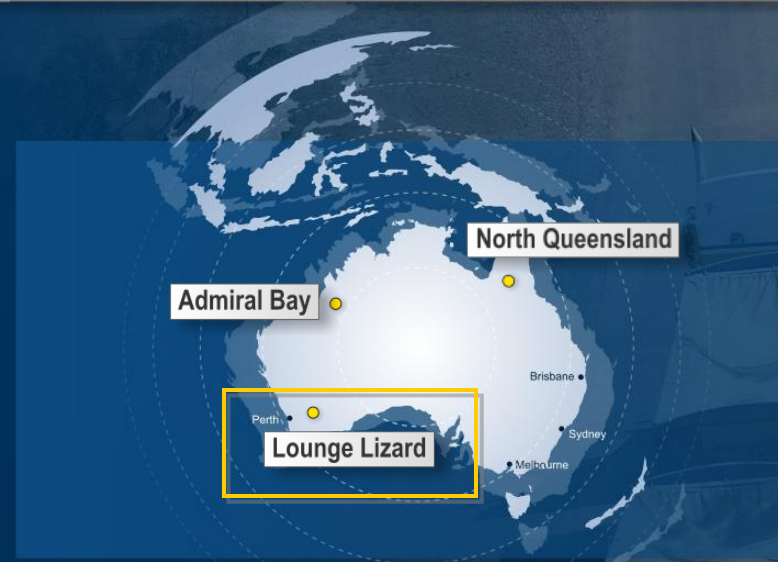 North Queensland
Admiral Bay
Brisbane
Perth
Sydney
Lounge Lizard
Melbourne